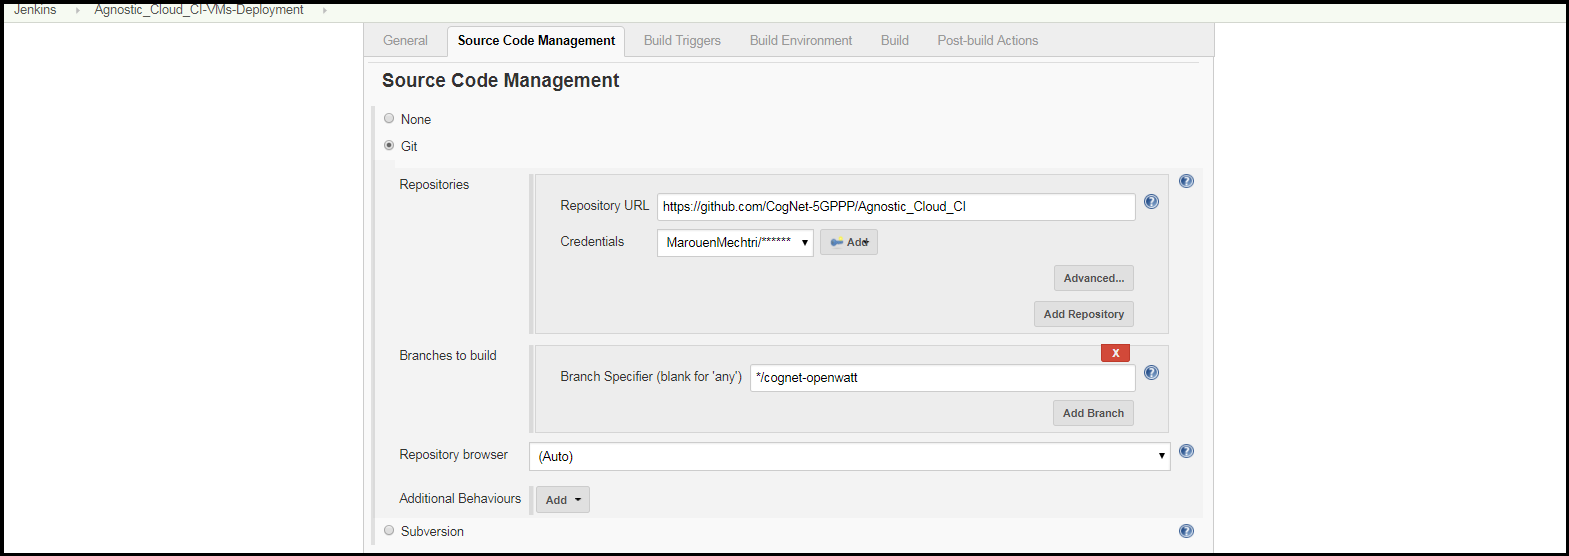 Jenkins Agnostic_Cloud_CI-VMs-Deployment
General Source Code Management Build Triggers Build Environment Build Post-build Actions
Source Code Management
None
Git
Repositories
Repository URL https://github.com/CogNet-5GPPP/Agnostic_Cloud_CI
Credentials MarouenMechtri/****** Add
Advanced...
Add Repository
Branches to build
X
Branch Specifier (blank for 'any') */cognet-openwatt
Add Branch
Repository browser (Auto)
Additional Behaviours Add
Subversion